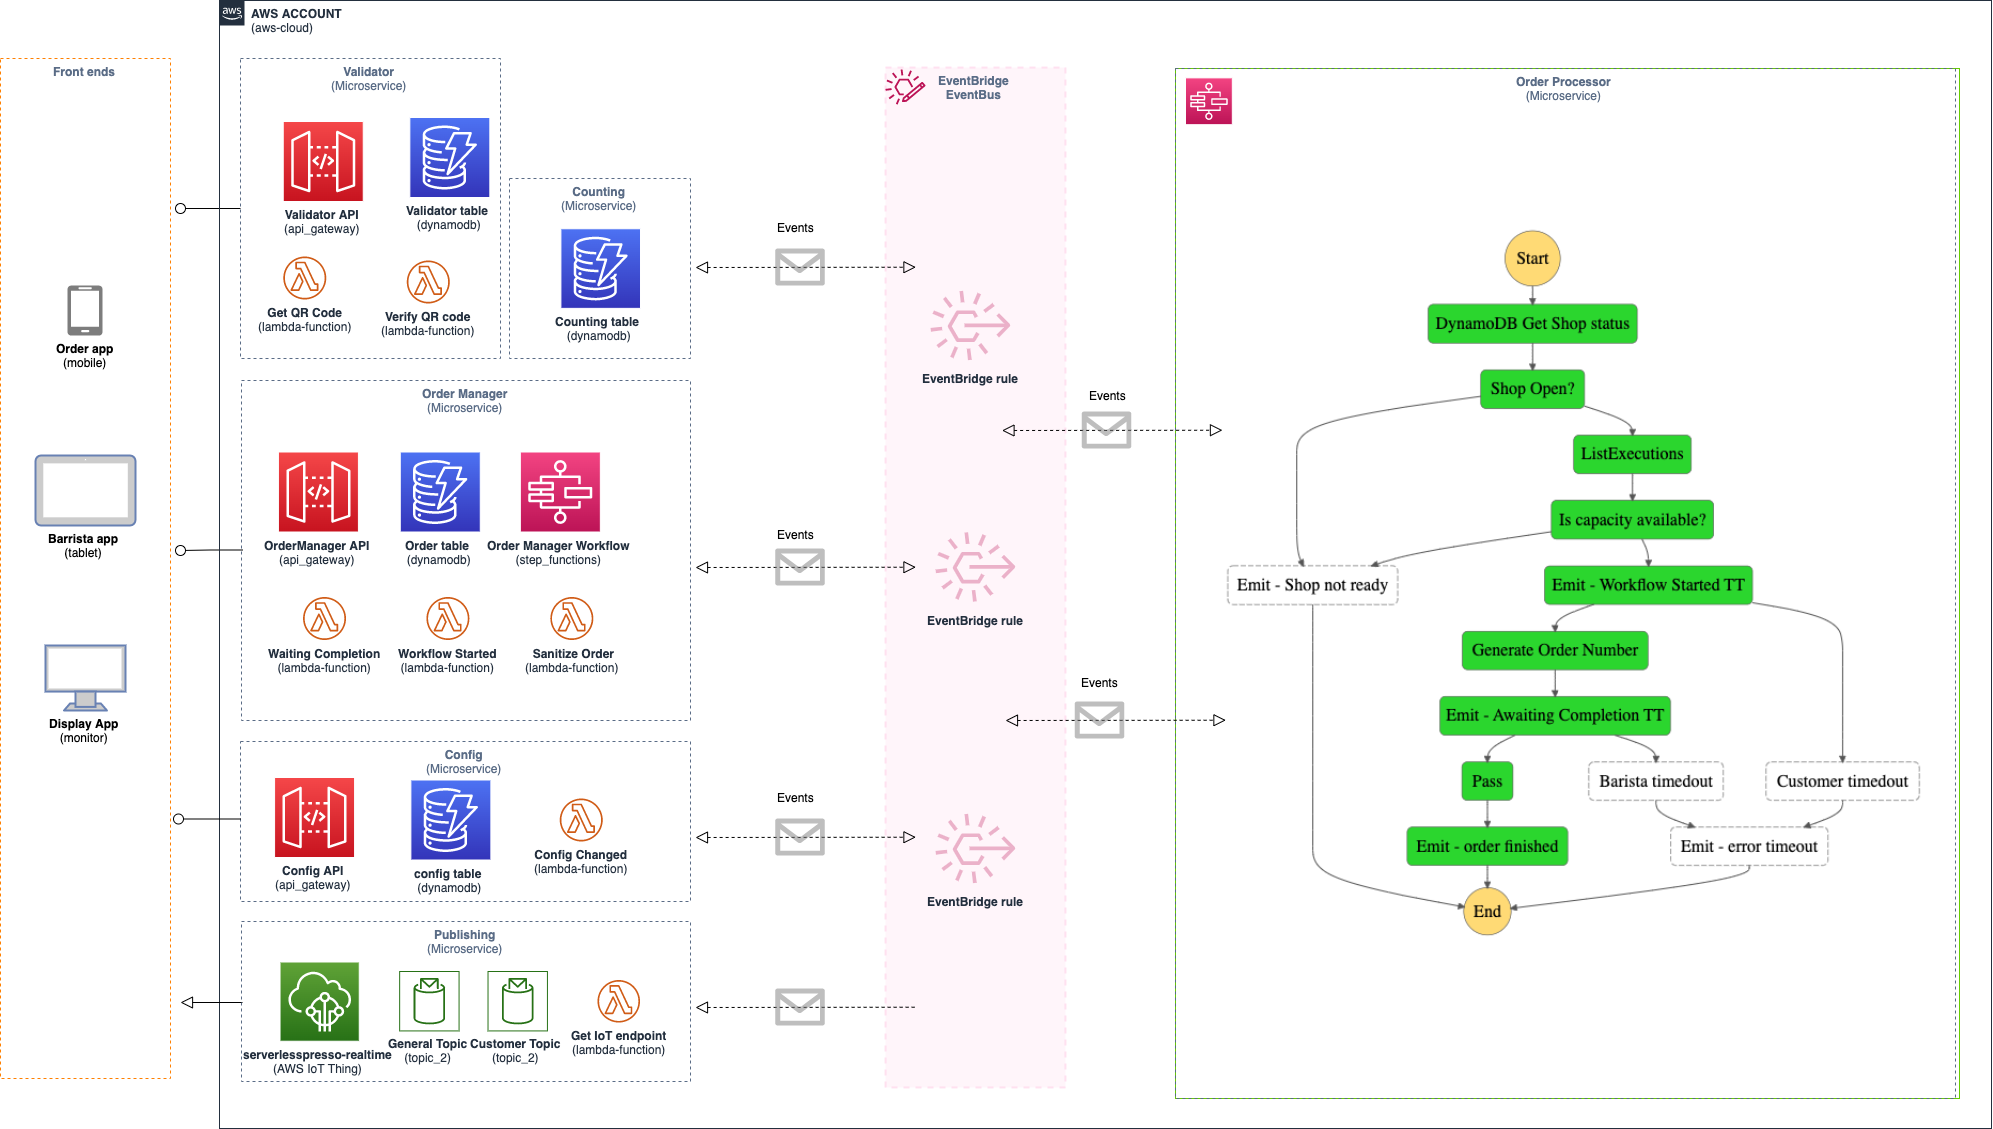 aws
AWS ACCOUNT
(aws-cloud)
Front ends
Order app
(mobile)
Barrista app
(tablet)
Display App
(monitor)
Validator
(Microservice)
Validator API
(api_gateway)
Validator table
(dynamodb)
Get QR Code
(lambda-function)
Verify QR code
(lambda-function)
Counting
(Microservice)
Counting table
(dynamodb)
Order Manager
(Microservice)
OrderManager API
(api_gateway)
Order table
(dynamodb)
Order Manager Workflow
(step_functions)
Waiting Completion
(lambda-function)
Workflow Started
(lambda-function)
Sanitize Order
(lambda-function)
Config
(Microservice)
Config API
(api_gateway)
config table
(dynamodb)
Config Changed
(lambda-function)
Publishing
(Microservice)
serverlesspresso-realtime
(AWS IoT Thing)
General Topic
(topic_2)
Customer Topic
(topic_2)
Get IoT endpoint
(lambda-function)
Events
Events
Events
EventBridge
EventBus
EventBridge rule
EventBridge rule
EventBridge rule
Events
Events
Order Processor
(Microservice)
Start
DynamoDB Get Shop status
Shop Open?
ListExecutions
Is capacity available?
Emit - Shop not ready
Emit - Workflow Started TT
Generate Order Number
Emit - Awaiting Completion TT
Pass
Barista timedout
Customer timedout
Emit - order finished
Emit - error timeout
End